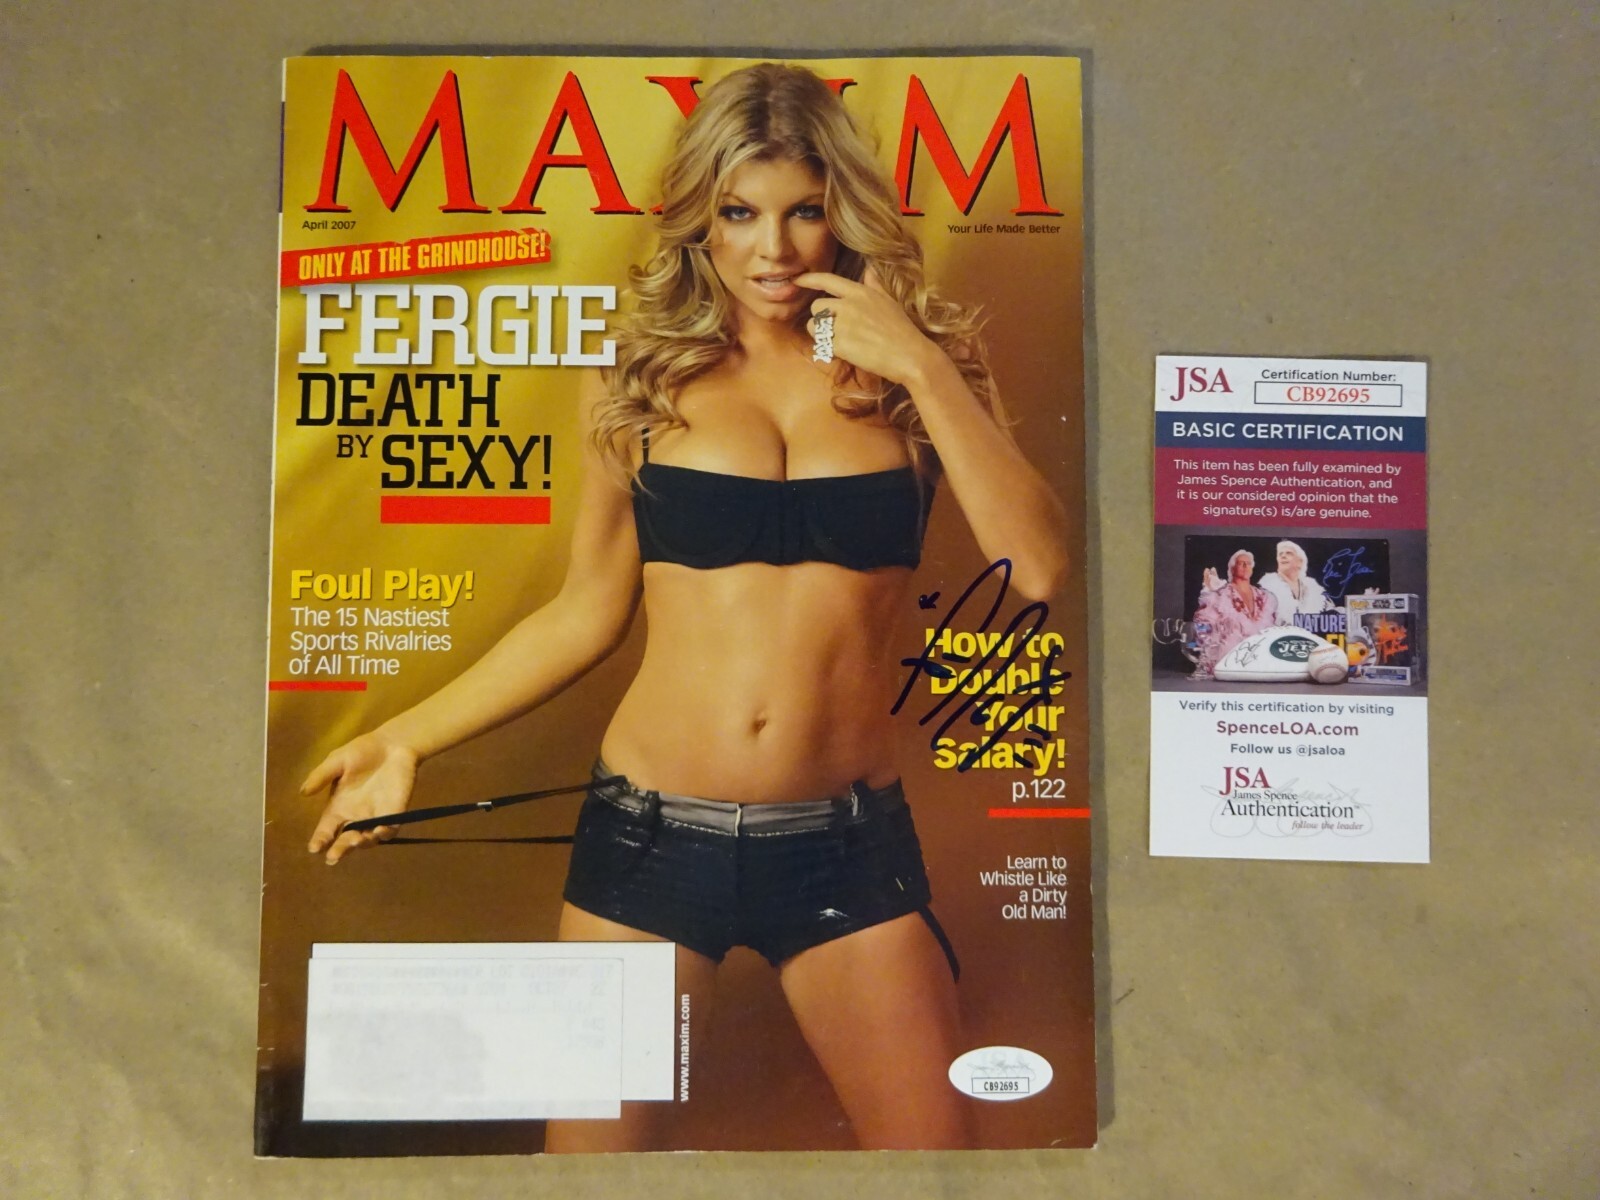 MAXIM
April 2007
Your Life Made Better
ONLY AT THE GRINDHOUSE!
FERGIE
DEATH
BY SEXY!
Foul Play!
The 15 Nastiest
Sports Rivalries
of All Time
How to
Double
Your
Salary!
p.122
Learn to
Whistle Like
a Dirty
Old Man!
www.maxim.com
CB92695
JSA
Certification Number:
CB92695
BASIC CERTIFICATION
This item has been fully examined by
James Spence Authentication, and
it is our considered opinion that the
signature(s) is/are genuine.
NATURE
JETS
Verify this certification by visiting
SpenceLOA.com
Follow us @jsaloa
JSA
James Spence
Authentication™
follow the leader